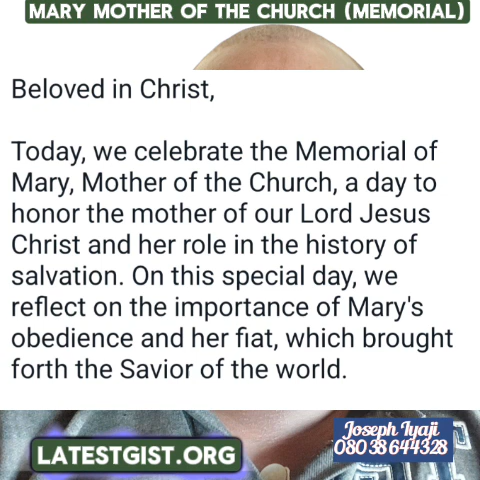 MARY MOTHER OF THE CHURCH (MEMORIAL)
Beloved in Christ,
Today, we celebrate the Memorial of
Mary, Mother of the Church, a day to
honor the mother of our Lord Jesus
Christ and her role in the history of
salvation. On this special day, we
reflect on the importance of Mary's
obedience and her fiat, which brought
forth the Savior of the world.
Joseph Iyaji
08038644328
LATESTGIST.ORG